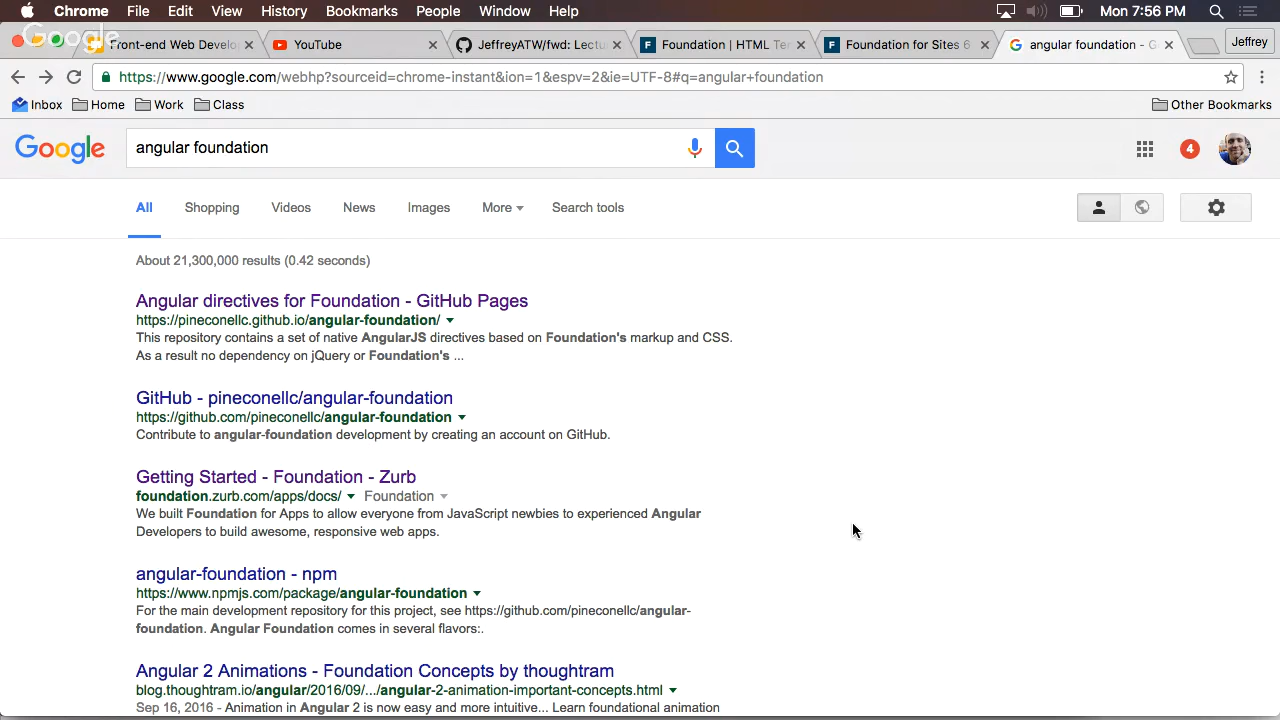 Chrome File Edit View History Bookmarks People Window Help Mon 7:56 PM
Google
Front-end Web Develo YouTube JeffreyATW/fwd: Lectu Foundation | HTML Te Foundation for Sites 6 angular foundation - G Jeffrey
https://www.google.com/webhp?sourceid=chrome-instant&ion=1&espv=2&ie=UTF-8#q=angular+foundation
Inbox Home Work Class Other Bookmarks
Google angular foundation 4
All Shopping Videos News Images More Search tools
About 21,300,000 results (0.42 seconds)
Angular directives for Foundation - GitHub Pages
https://pineconellc.github.io/angular-foundation/
This repository contains a set of native AngularJS directives based on Foundation's markup and CSS.
As a result no dependency on jQuery or Foundation's ...
GitHub - pineconellc/angular-foundation
https://github.com/pineconellc/angular-foundation
Contribute to angular-foundation development by creating an account on GitHub.
Getting Started - Foundation - Zurb
foundation.zurb.com/apps/docs/ Foundation
We built Foundation for Apps to allow everyone from JavaScript newbies to experienced Angular
Developers to build awesome, responsive web apps.
angular-foundation - npm
https://www.npmjs.com/package/angular-foundation
For the main development repository for this project, see https://github.com/pineconellc/angular-
foundation. Angular Foundation comes in several flavors:.
Angular 2 Animations - Foundation Concepts by thoughtram
blog.thoughtram.io/angular/2016/09/.../angular-2-animation-important-concepts.html
Sep 16, 2016 - Animation in Angular 2 is now easy and more intuitive... Learn foundational animation